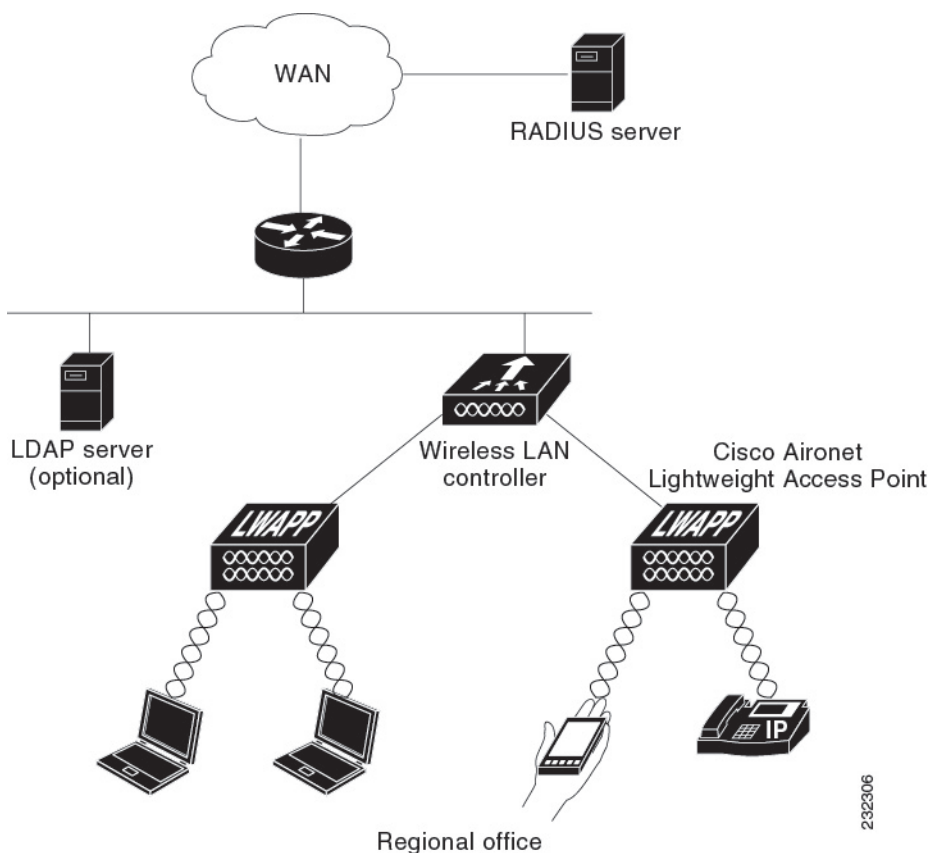 WAN
RADIUS server
LDAP server
(optional)
Wireless LAN
controller
Cisco Aironet
Lightweight Access Point
LWAPP
LWAPP
IP
Regional office
232306